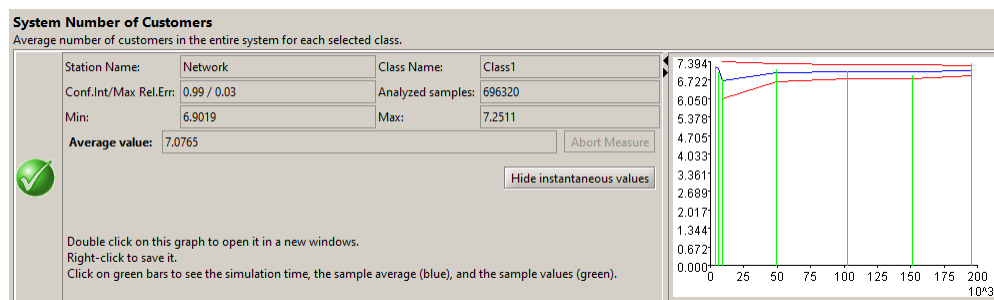 System Number of Customers
Average number of customers in the entire system for each selected class.
Station Name: Network Class Name: Class1
Conf.Int/Max Rel.Err: 0.99 / 0.03 Analyzed samples: 696320
Min: 6.9019 Max: 7.2511
Average value: 7.0765 Abort Measure
Hide instantaneous values
Double click on this graph to open it in a new windows.
Right-click to save it.
Click on green bars to see the simulation time, the sample average (blue), and the sample values (green).
7.394
6.722
6.050
5.378
4.705
4.033
3.361
2.689
2.017
1.344
0.672
0.000
0 25 50 75 100 125 150 175 200
10^3